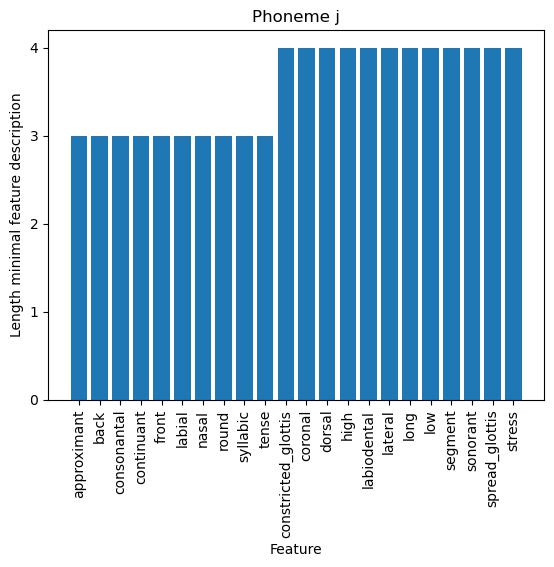 Phoneme j
Length minimal feature description
4
3
2
1
0
approximant
back
consonantal
continuant
front
labial
nasal
round
syllabic
tense
constricted_glottis
coronal
dorsal
high
labiodental
lateral
long
low
segment
sonorant
spread_glottis
stress
Feature